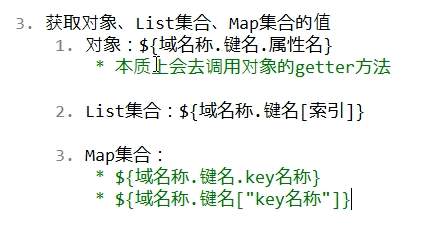 3. 获取对象、List集合、Map集合的值
1. 对象：${域名称.键名.属性名}
* 本质上会去调用对象的getter方法
2. List集合：${域名称.键名[索引]}
3. Map集合：
* ${域名称.键名.key名称}
* ${域名称.键名["key名称"]}